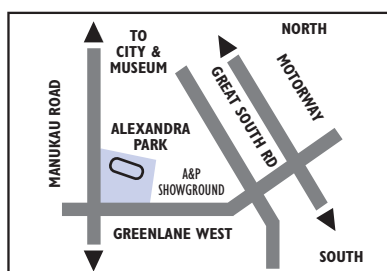 TO
CITY &
MUSEUM
NORTH
MOTORWAY
GREAT SOUTH RD
MANUKAU ROAD
ALEXANDRA
PARK
A&P
SHOWGROUND
GREENLANE WEST
SOUTH